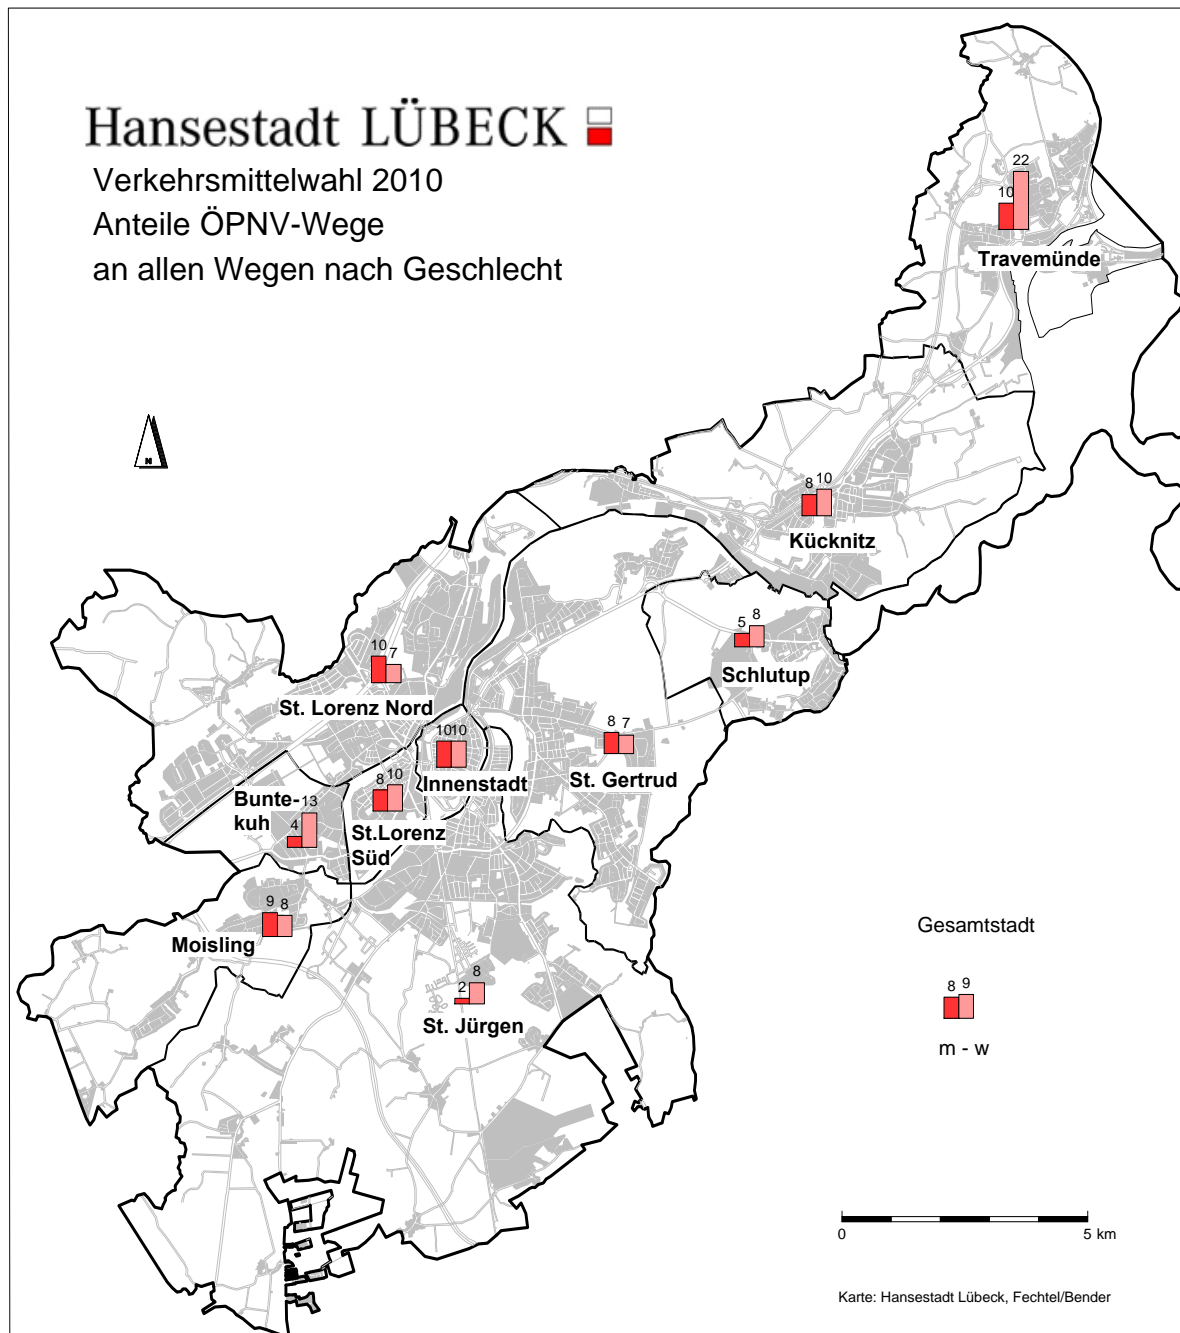 Hansestadt LÜBECK
Verkehrsmittelwahl 2010
Anteile ÖPNV-Wege
an allen Wegen nach Geschlecht
22
10
Travemünde
N
8 10
Kücknitz
5 8
Schlutup
10 7
St. Lorenz Nord
8 7
St. Gertrud
10 10
Innenstadt
8 10
St.Lorenz
Süd
Bunte-
kuh
4 13
9 8
Moisling
2 8
St. Jürgen
Gesamtstadt
8 9
m - w
0 5 km
Karte: Hansestadt Lübeck, Fechtel/Bender